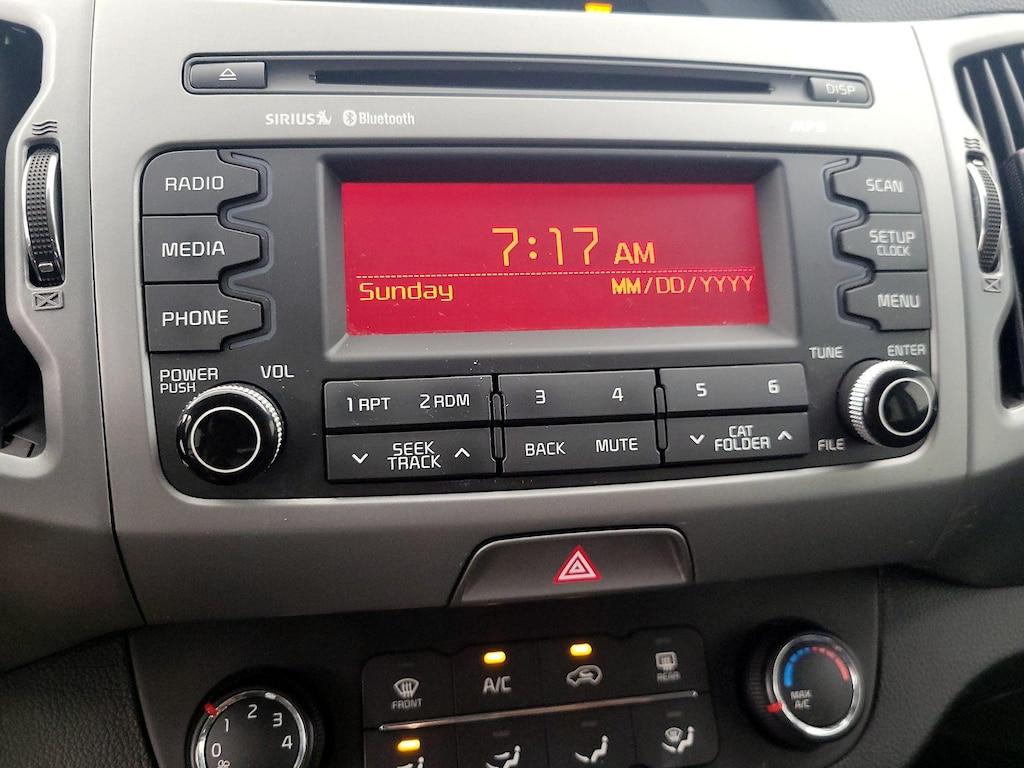 DISP
SIRIUS Bluetooth
MP3
RADIO
MEDIA
PHONE
7:17 AM
Sunday MM/DD/YYYY
SCAN
SETUP
CLOCK
MENU
POWER
PUSH
VOL
TUNE
ENTER
FILE
1 RPT 2 RDM 3 4 5 6
SEEK
TRACK
BACK MUTE
CAT
FOLDER
FRONT
A/C
REAR
MAX
A/C
0 1 2 3 4